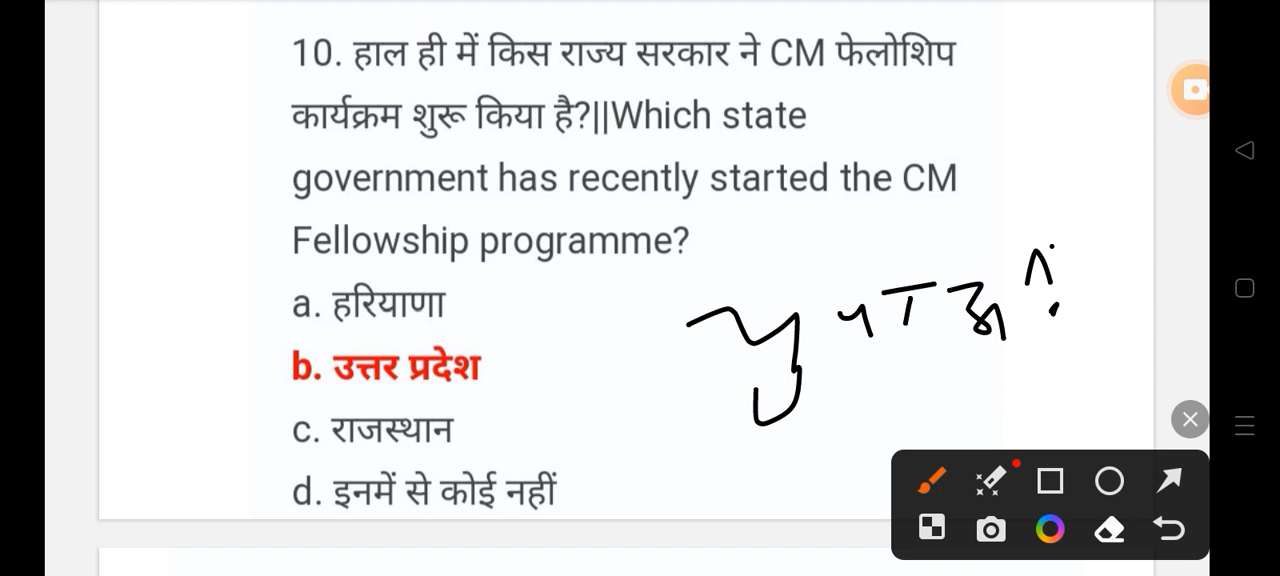 10. हाल ही में किस राज्य सरकार ने CM फेलोशिप
कार्यक्रम शुरू किया है?||Which state
government has recently started the CM
Fellowship programme?
a. हरियाणा
b. उत्तर प्रदेश
c. राजस्थान
d. इनमें से कोई नहीं